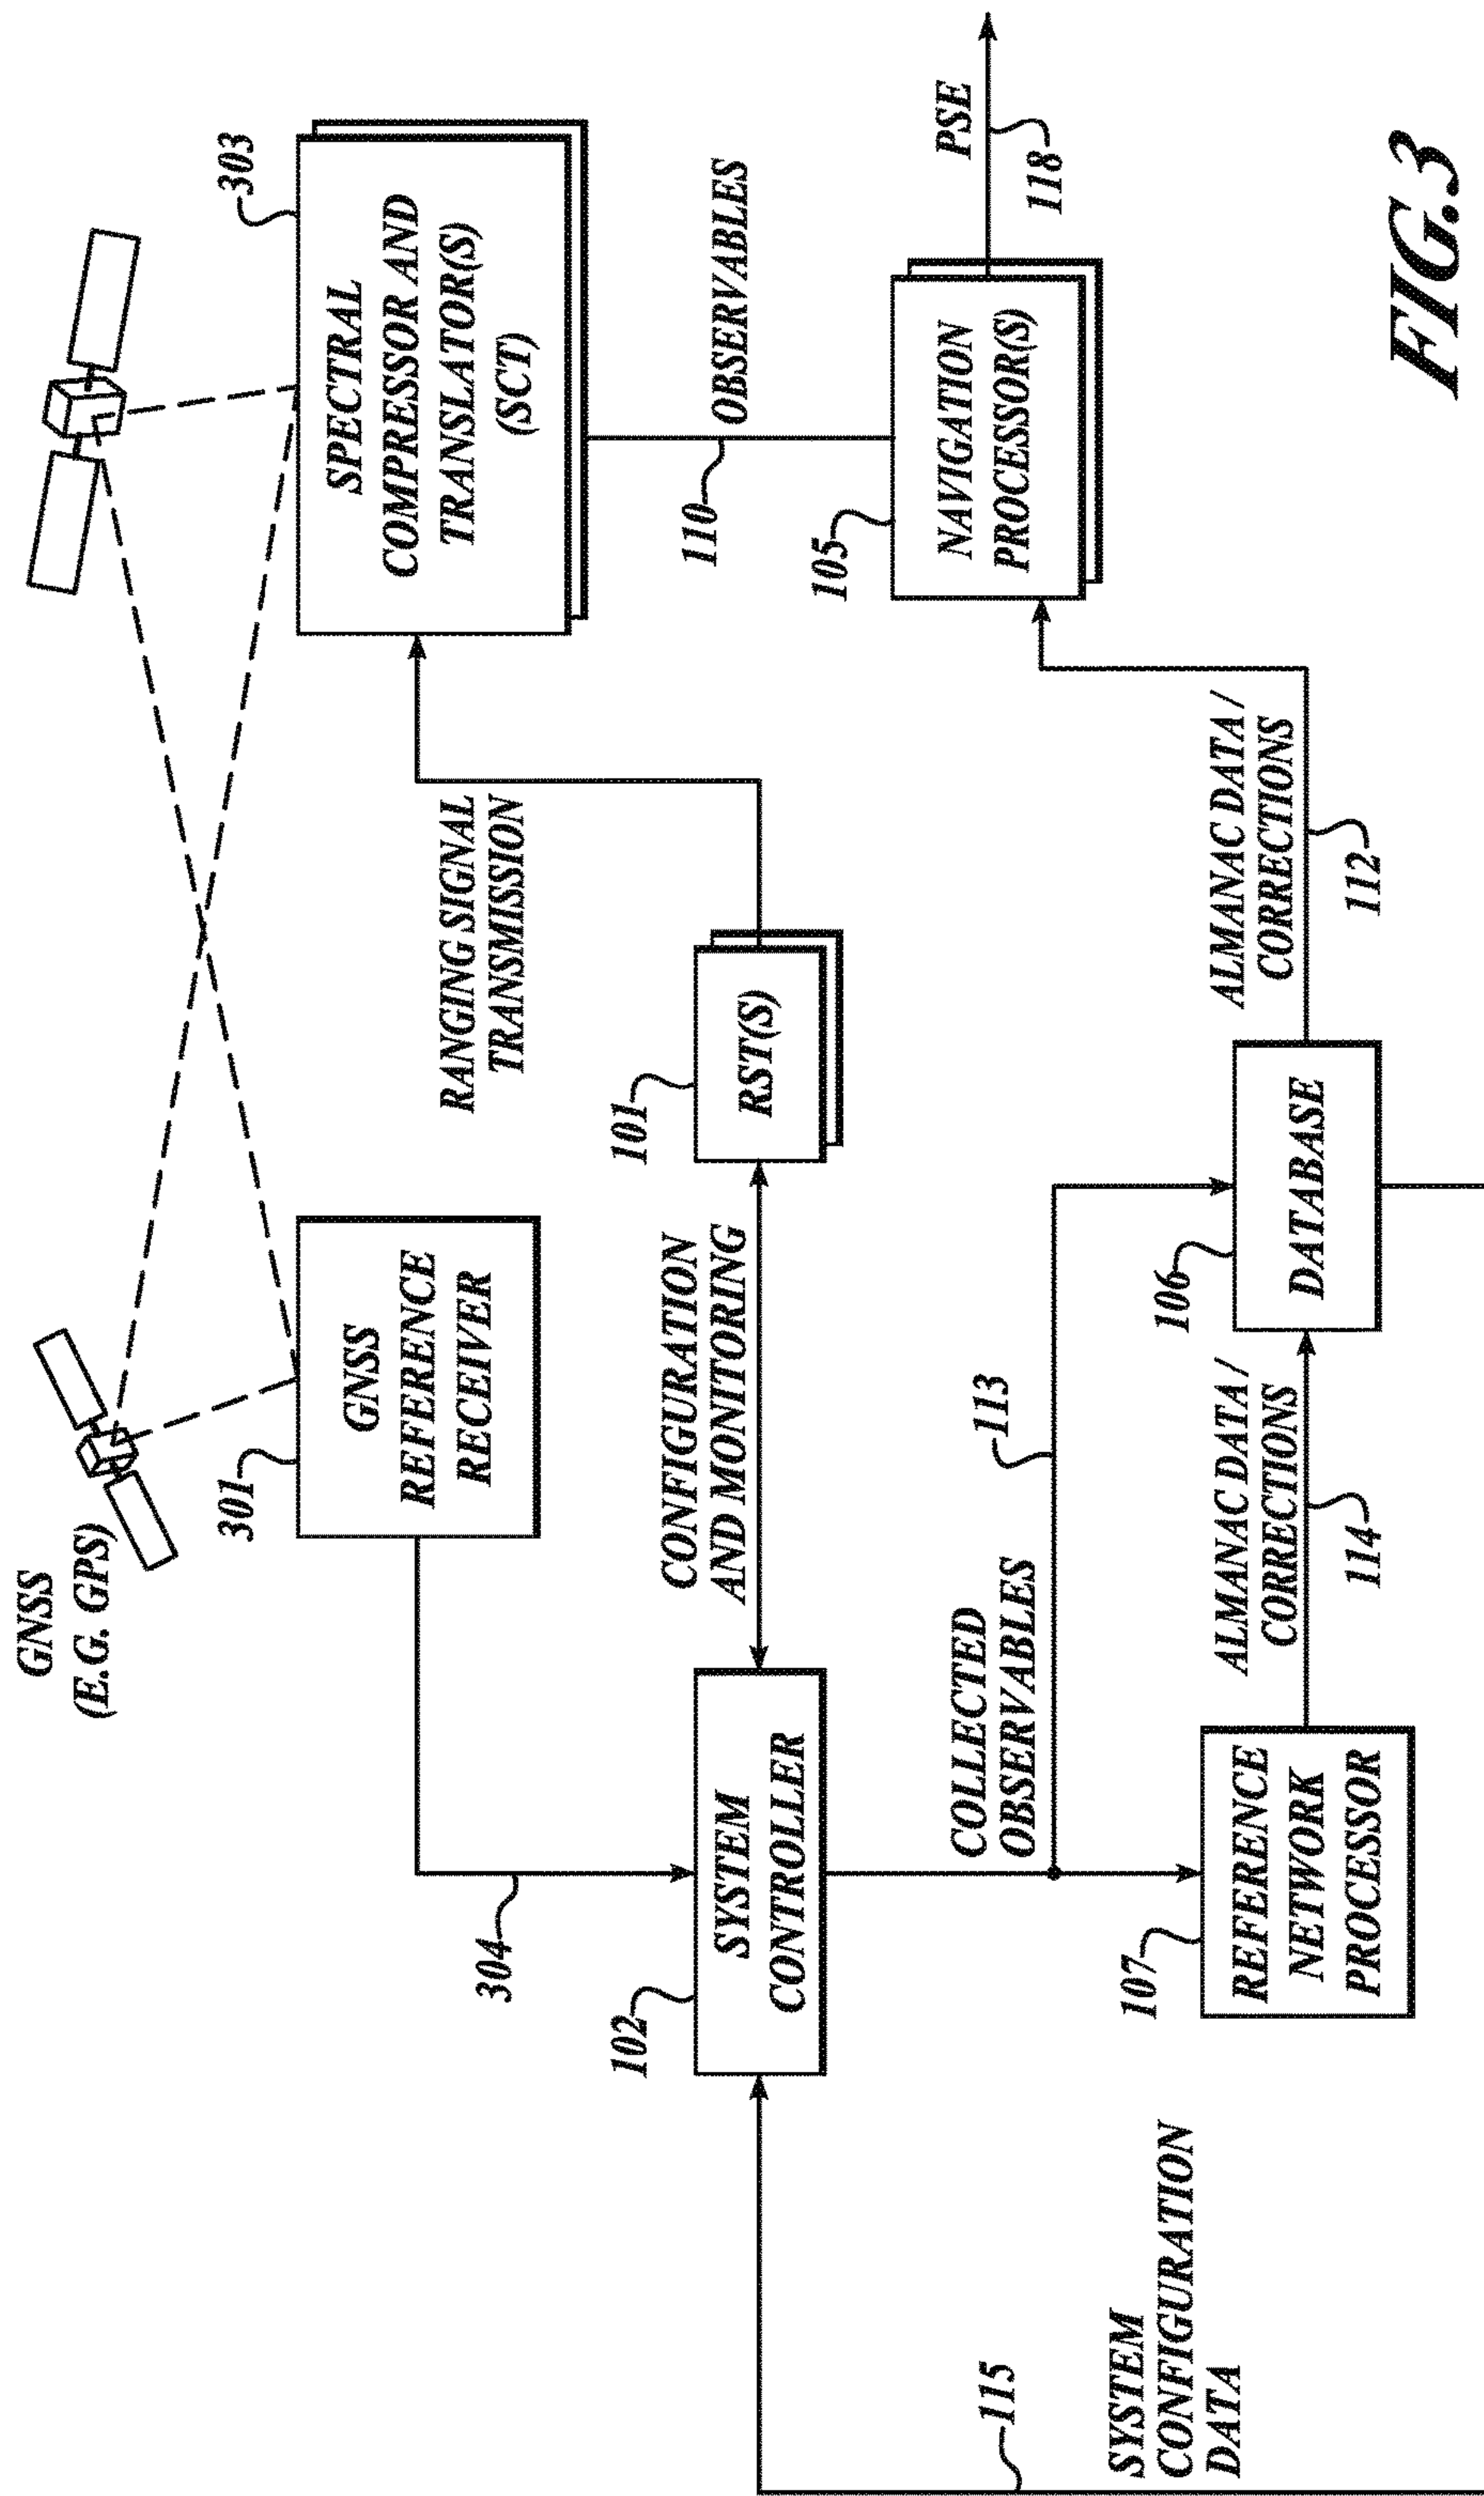 GNSS
(E.G. GPS)
301
GNSS
REFERENCE
RECEIVER
303
SPECTRAL
COMPRESSOR AND
TRANSLATOR(S)
(SCT)
304
RANGING SIGNAL
TRANSMISSION
102
SYSTEM
CONTROLLER
CONFIGURATION
AND MONITORING
101
RST(S)
110
OBSERVABLES
115
SYSTEM
CONFIGURATION
DATA
COLLECTED
OBSERVABLES
113
105
NAVIGATION
PROCESSOR(S)
PSE
118
107
REFERENCE
NETWORK
PROCESSOR
ALMANAC DATA /
CORRECTIONS
114
106
DATABASE
ALMANAC DATA /
CORRECTIONS
112
FIG.3